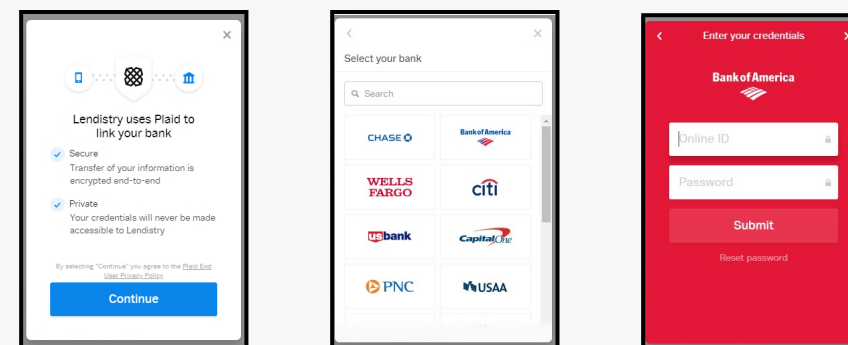 Lendistry uses Plaid to
link your bank
Secure
Transfer of your information is
encrypted end-to-end
Private
Your credentials will never be made
accessible to Lendistry
By selecting "Continue" you agree to the Plaid End
User Privacy Policy
Continue
Select your bank
Search
CHASE
Bank of America
WELLS
FARGO
citi
usbank
Capital One
PNC
USAA
Enter your credentials
Bank of America
Online ID
Password
Submit
Reset password